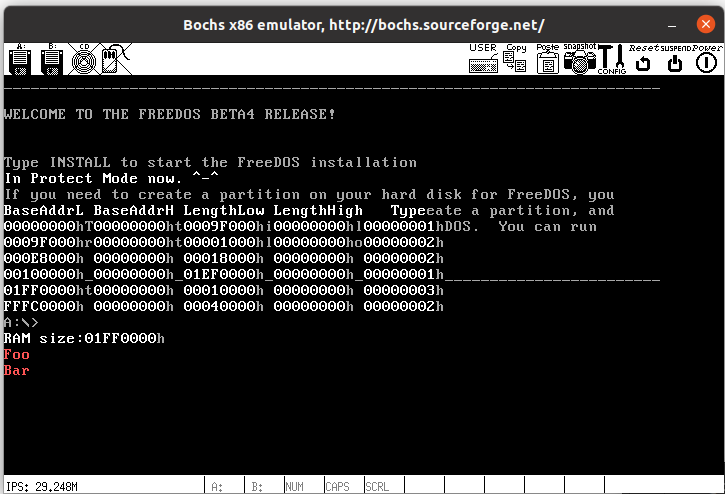 Bochs x86 emulator, http://bochs.sourceforge.net/
A: B: CD USER Copy Paste snapshot CONFIG Reset SUSPEND Power
WELCOME TO THE FREEDOS BETA4 RELEASE!
Type INSTALL to start the FreeDOS installation
In Protect Mode now. ^-^
If you need to create a partition on your hard disk for FreeDOS, you
BaseAddrL BaseAddrH LengthLow LengthHigh   Typeeate a partition, and
00000000hT00000000ht0009F000hi00000000hl00000001hDOS.  You can run
0009F000hr00000000ht00001000hl00000000ho00000002h
000E8000h 00000000h 00018000h 00000000h 00000002h
00100000h_00000000h_01EF0000h_00000000h_00000001h________________________
01FF0000ht00000000h 00010000h 00000000h 00000003h
FFFC0000h 00000000h 00040000h 00000000h 00000002h
A:\>
RAM size:01FF0000h
Foo
Bar
IPS: 29.248M A: B: NUM CAPS SCRL